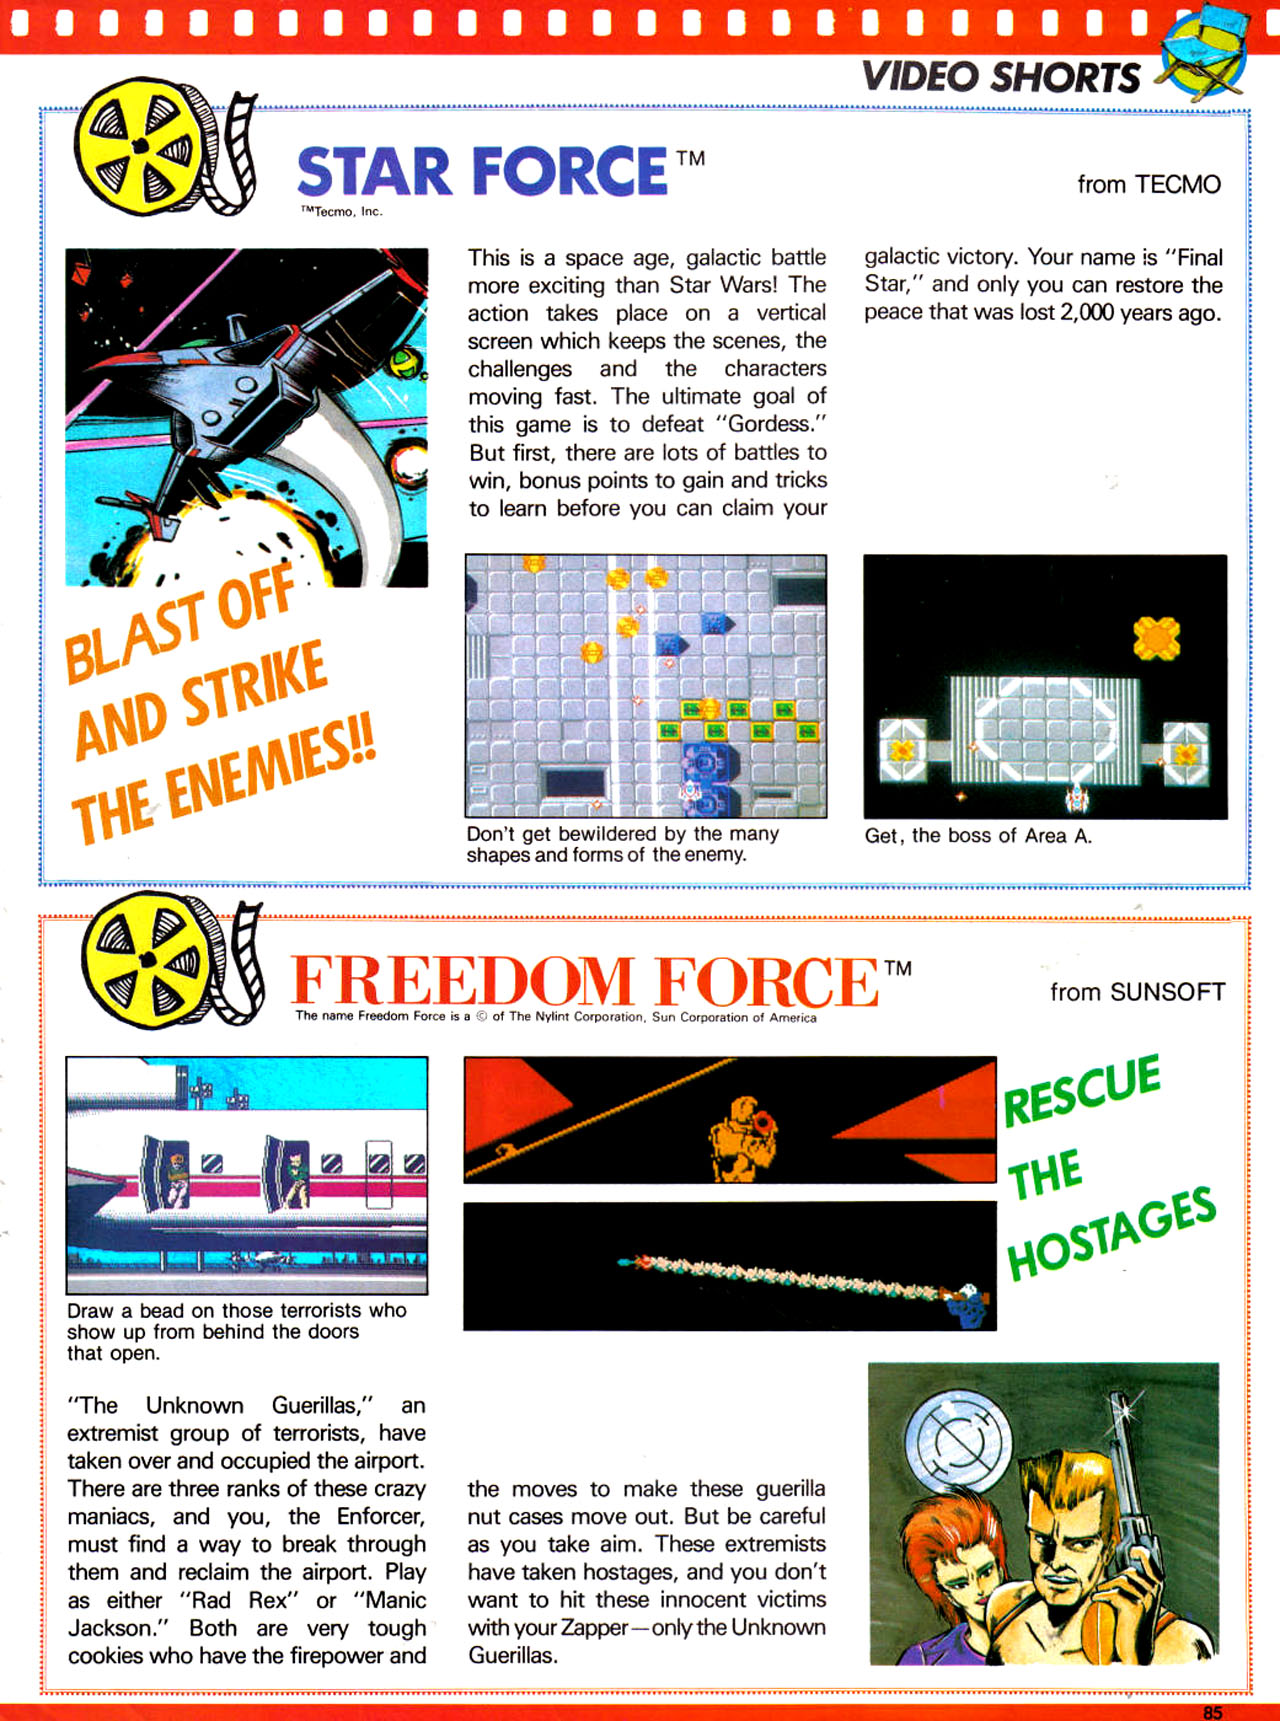 VIDEO SHORTS
STAR FORCE™
™Tecmo, Inc.
from TECMO
This is a space age, galactic battle
more exciting than Star Wars! The
action takes place on a vertical
screen which keeps the scenes, the
challenges and the characters
moving fast. The ultimate goal of
this game is to defeat "Gordess."
But first, there are lots of battles to
win, bonus points to gain and tricks
to learn before you can claim your
galactic victory. Your name is "Final
Star," and only you can restore the
peace that was lost 2,000 years ago.
BLAST OFF
AND STRIKE
THE ENEMIES!!
Don't get bewildered by the many
shapes and forms of the enemy.
Get, the boss of Area A.
FREEDOM FORCE™
The name Freedom Force is a © of The Nylint Corporation, Sun Corporation of America
from SUNSOFT
RESCUE
THE
HOSTAGES
Draw a bead on those terrorists who
show up from behind the doors
that open.
"The Unknown Guerillas," an
extremist group of terrorists, have
taken over and occupied the airport.
There are three ranks of these crazy
maniacs, and you, the Enforcer,
must find a way to break through
them and reclaim the airport. Play
as either "Rad Rex" or "Manic
Jackson." Both are very tough
cookies who have the firepower and
the moves to make these guerilla
nut cases move out. But be careful
as you take aim. These extremists
have taken hostages, and you don't
want to hit these innocent victims
with your Zapper—only the Unknown
Guerillas.
85